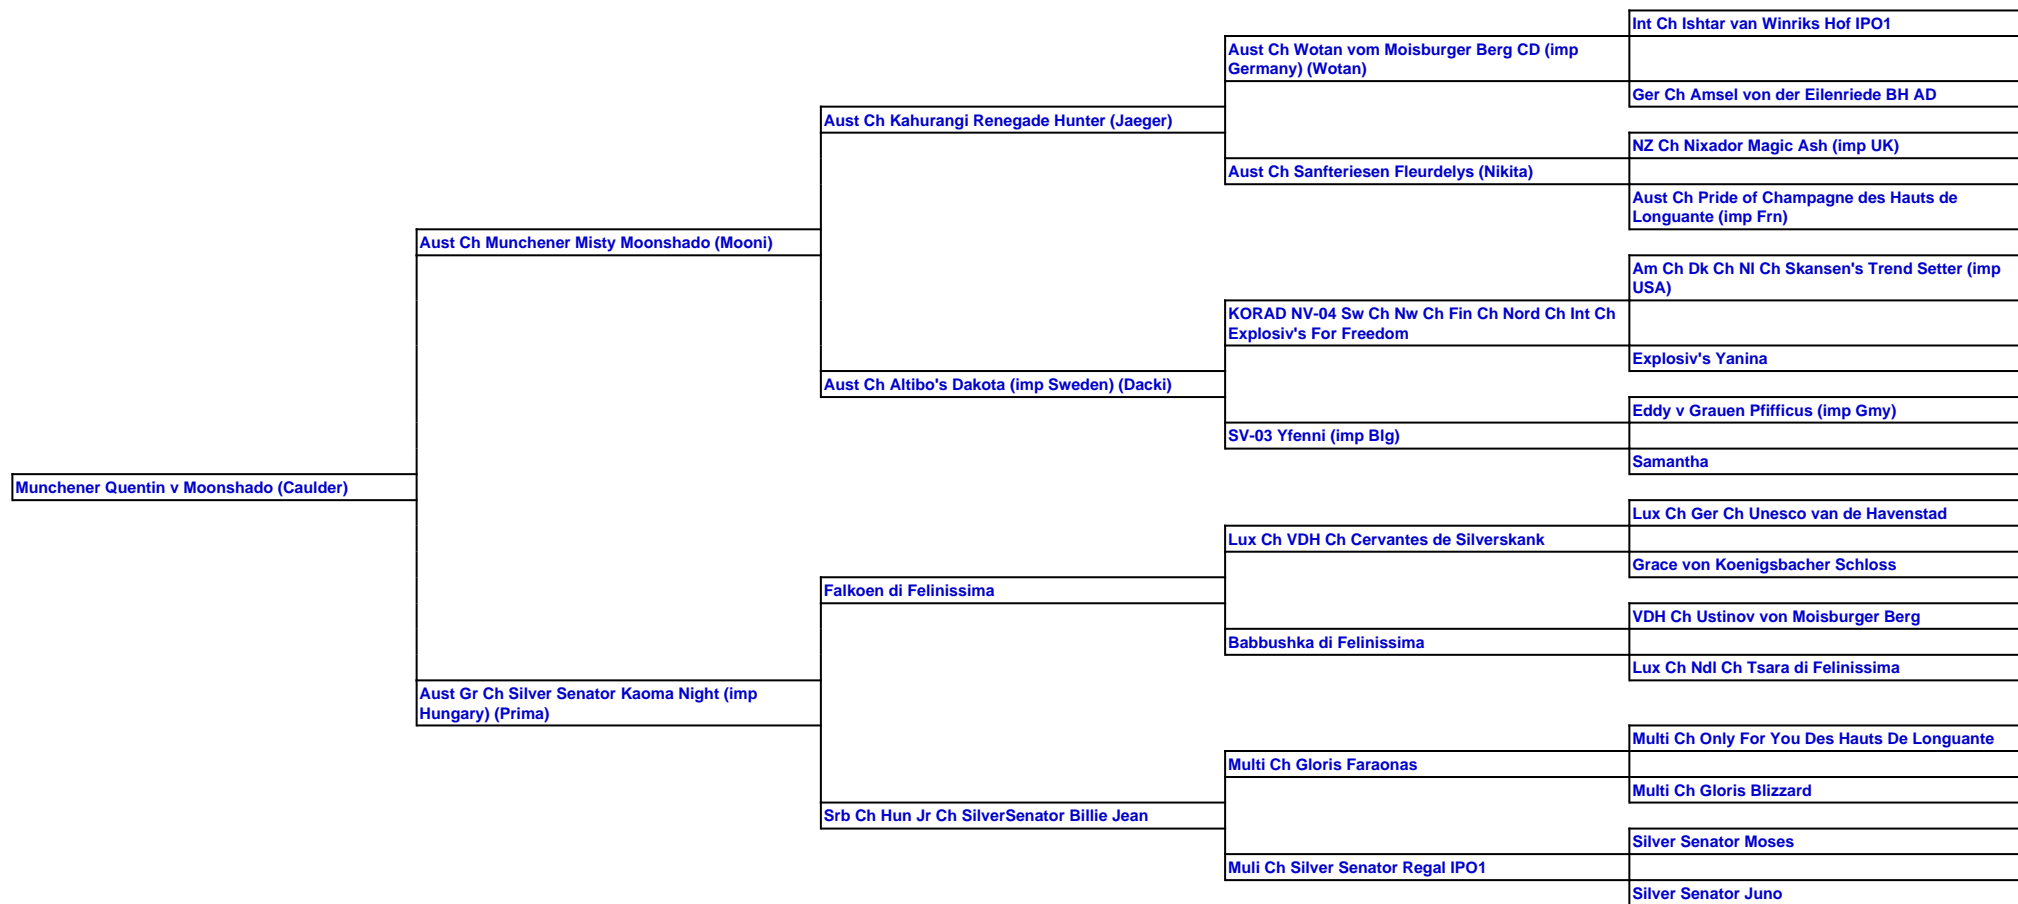 Int Ch Ishtar van Winriks Hof IPO1
Aust Ch Wotan vom Moisburger Berg CD (imp
Germany) (Wotan)
Ger Ch Amsel von der Eilenriede BH AD
Aust Ch Kahurangi Renegade Hunter (Jaeger)
NZ Ch Nixador Magic Ash (imp UK)
Aust Ch Sanfteriesen Fleurdelys (Nikita)
Aust Ch Pride of Champagne des Hauts de
Longuante (imp Frn)
Aust Ch Munchener Misty Moonshado (Mooni)
Am Ch Dk Ch Nl Ch Skansen's Trend Setter (imp
USA)
KORAD NV-04 Sw Ch Nw Ch Fin Ch Nord Ch Int Ch
Explosiv's For Freedom
Explosiv's Yanina
Aust Ch Altibo's Dakota (imp Sweden) (Dacki)
Eddy v Grauen Pfifficus (imp Gmy)
SV-03 Yfenni (imp Blg)
Samantha
Munchener Quentin v Moonshado (Caulder)
Lux Ch Ger Ch Unesco van de Havenstad
Lux Ch VDH Ch Cervantes de Silverskank
Grace von Koenigsbacher Schloss
Falkoen di Felinissima
VDH Ch Ustinov von Moisburger Berg
Babbushka di Felinissima
Lux Ch Ndl Ch Tsara di Felinissima
Aust Gr Ch Silver Senator Kaoma Night (imp
Hungary) (Prima)
Multi Ch Only For You Des Hauts De Longuante
Multi Ch Gloris Faraonas
Multi Ch Gloris Blizzard
Srb Ch Hun Jr Ch SilverSenator Billie Jean
Silver Senator Moses
Muli Ch Silver Senator Regal IPO1
Silver Senator Juno